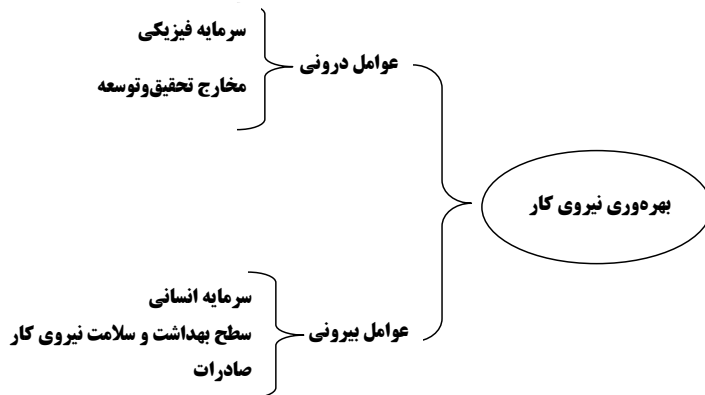 سرمایه فیزیکی
عوامل درونی
مخارج تحقیق‌وتوسعه
بهره‌وری نیروی کار
سرمایه انسانی
عوامل بیرونی
سطح بهداشت و سلامت نیروی کار
صادرات